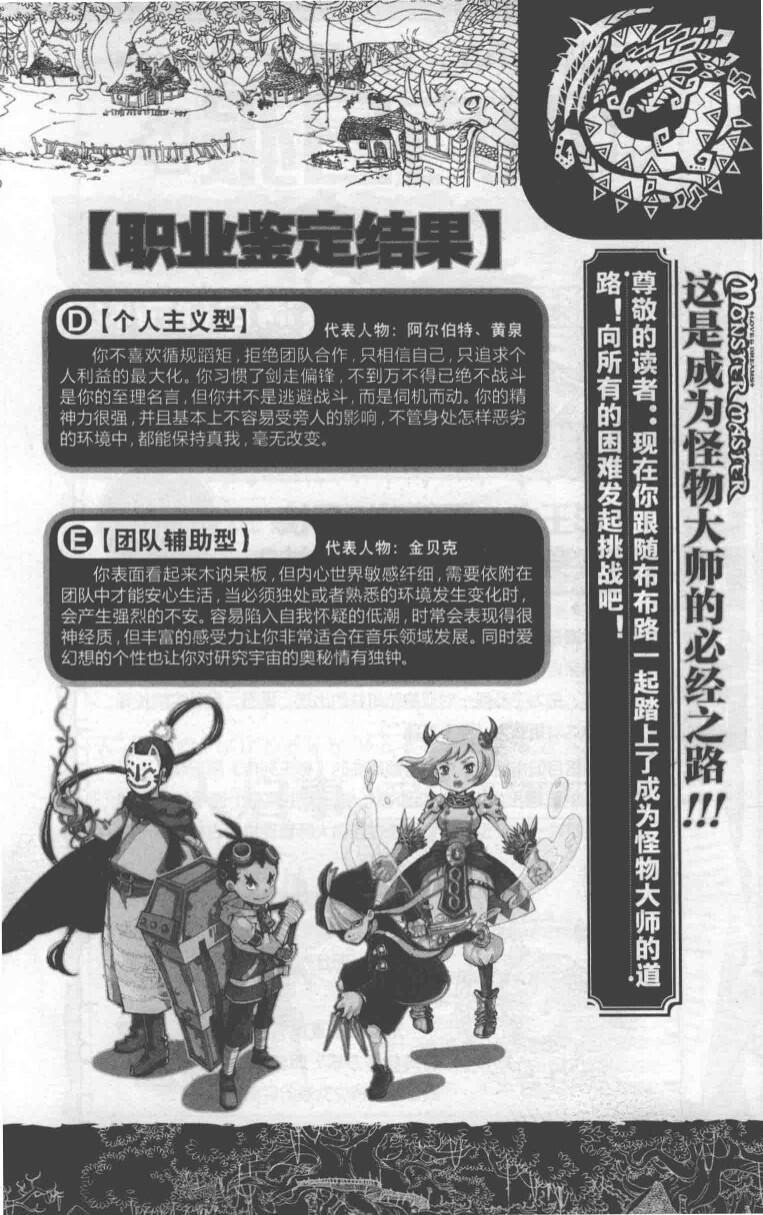 【职业鉴定结果】
D【个人主义型】 代表人物：阿尔伯特、黄泉
你不喜欢循规蹈矩，拒绝团队合作，只相信自己，只追求个
人利益的最大化。你习惯了剑走偏锋，不到万不得已绝不战斗
是你的至理名言，但你并不是逃避战斗，而是伺机而动。你的精
神力很强，并且基本上不容易受旁人的影响，不管身处怎样恶劣
的环境中，都能保持真我，毫无改变。
E【团队辅助型】 代表人物：金贝克
你表面看起来木讷呆板，但内心世界敏感纤细，需要依附在
团队中才能安心生活，当必须独处或者熟悉的环境发生变化时，
会产生强烈的不安。容易陷入自我怀疑的低潮，时常会表现得很
神经质，但丰富的感受力让你非常适合在音乐领域发展。同时爱
幻想的个性也让你对研究宇宙的奥秘情有独钟。
MONSTER MASTER
LOVE & DREAMS!!
这是成为怪物大师的必经之路!!!
尊敬的读者：现在你跟随布布路一起踏上了成为怪物大师的道
路！向所有的困难发起挑战吧！